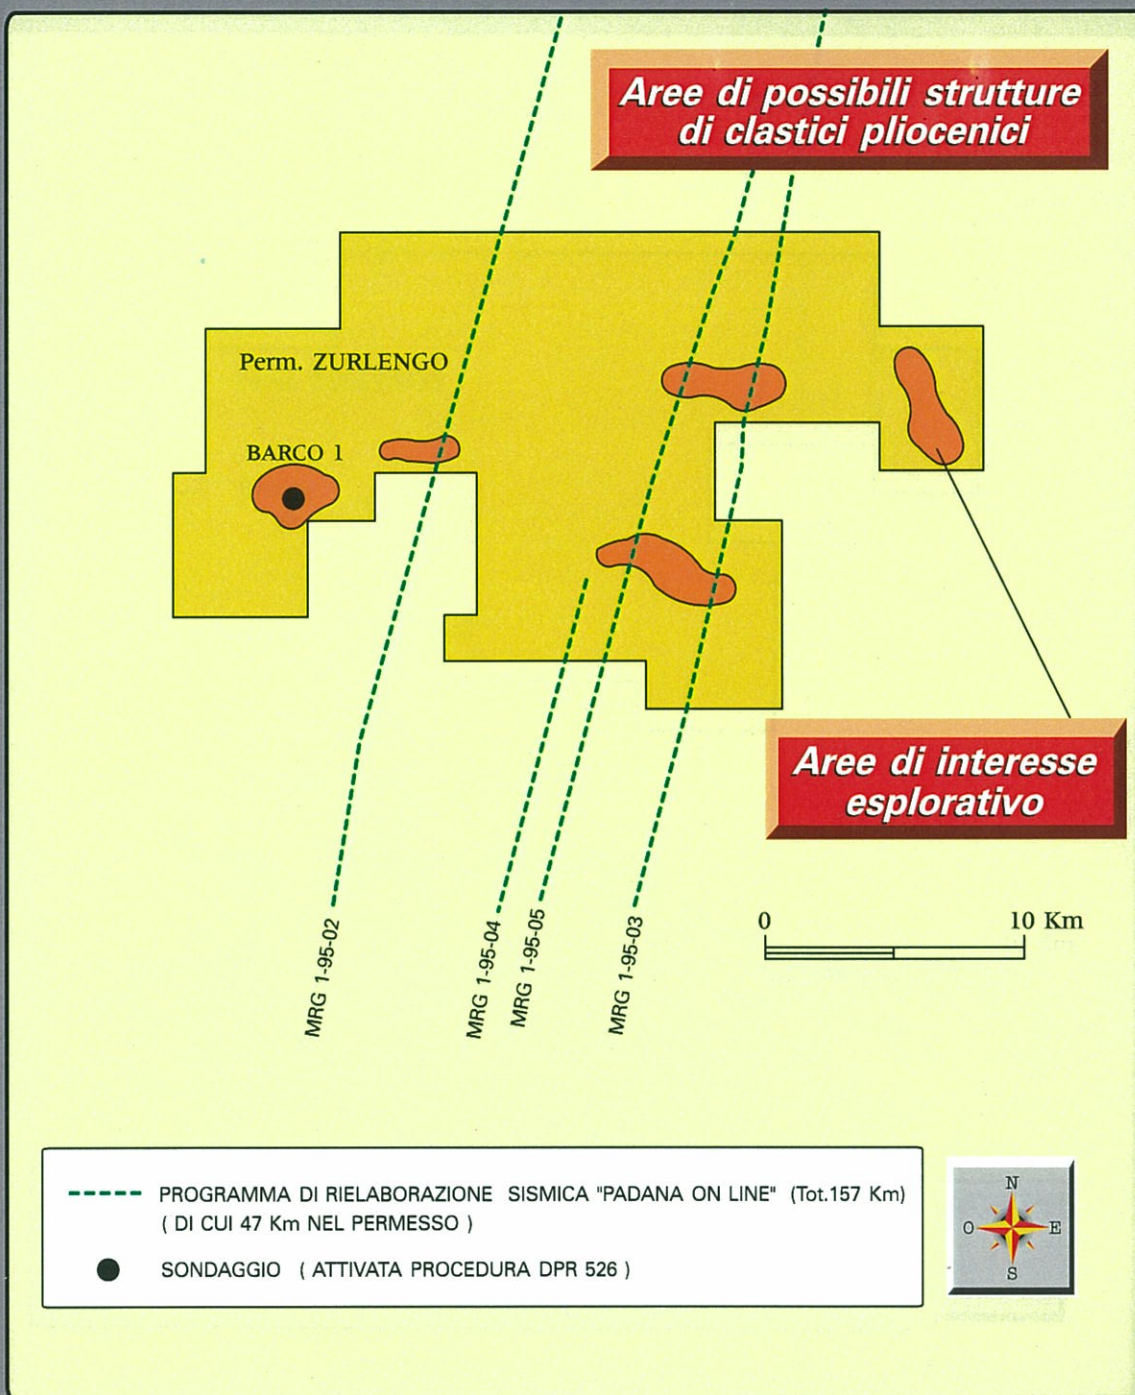 Aree di possibili strutture
di clastici pliocenici
Perm. ZURLENGO
BARCO 1
Aree di interesse
esplorativo
0 10 Km
MRG 1-95-02
MRG 1-95-04
MRG 1-95-05
MRG 1-95-03
PROGRAMMA DI RIELABORAZIONE SISMICA "PADANA ON LINE" (Tot.157 Km)
( DI CUI 47 Km NEL PERMESSO )
SONDAGGIO ( ATTIVATA PROCEDURA DPR 526 )
N
O E
S